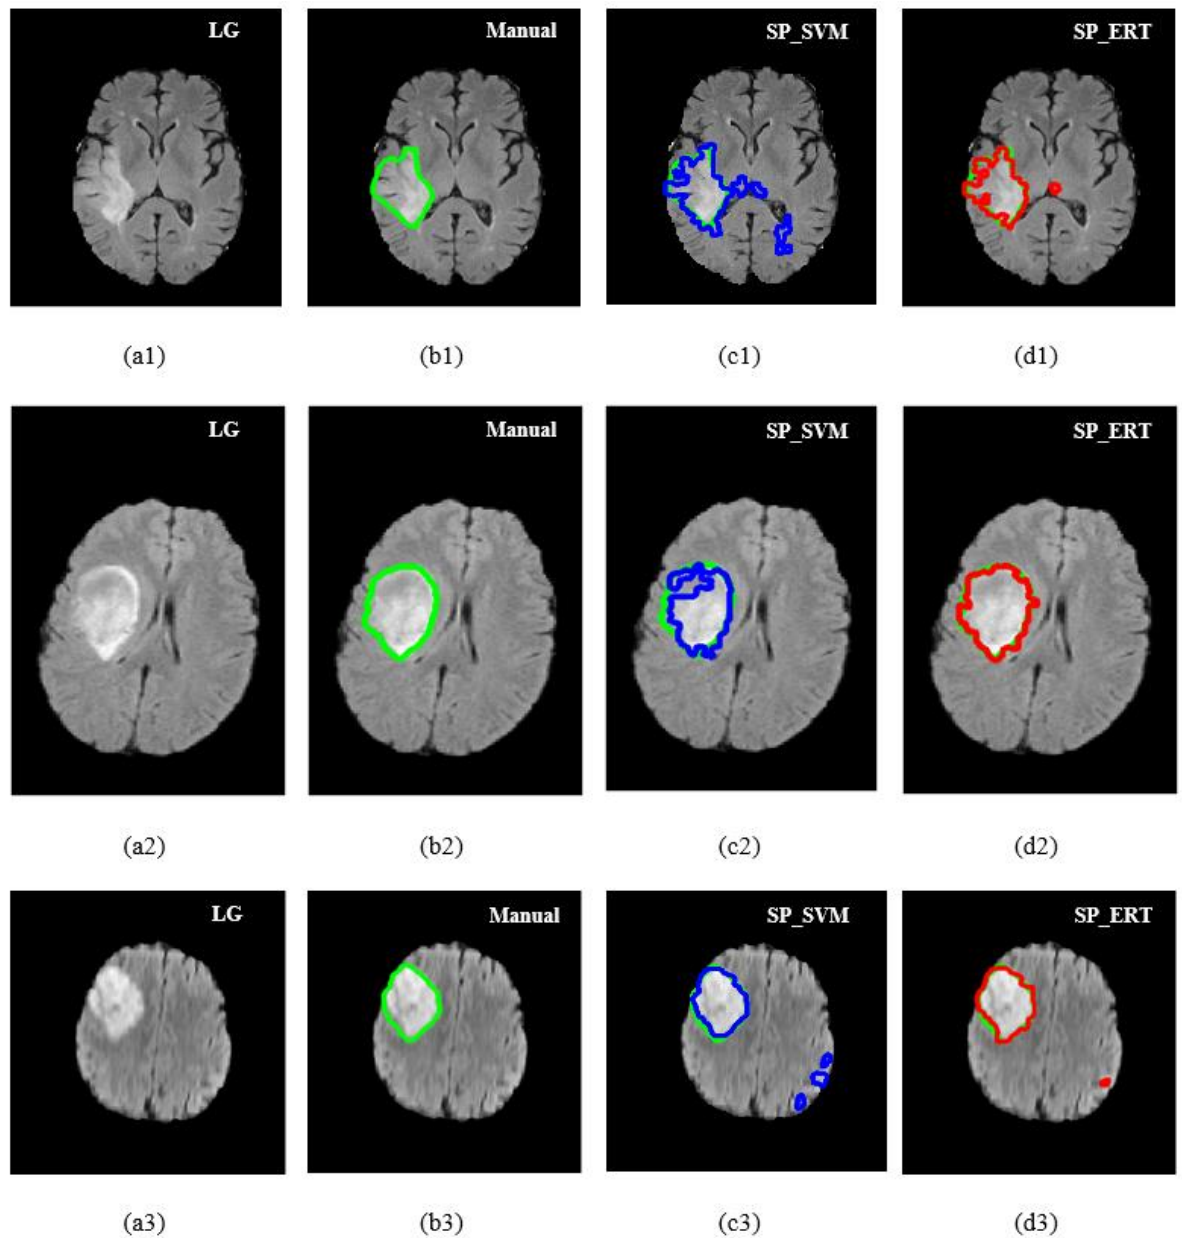 LG Manual SP_SVM SP_ERT
(a1) (b1) (c1) (d1)
LG Manual SP_SVM SP_ERT
(a2) (b2) (c2) (d2)
LG Manual SP_SVM SP_ERT
(a3) (b3) (c3) (d3)